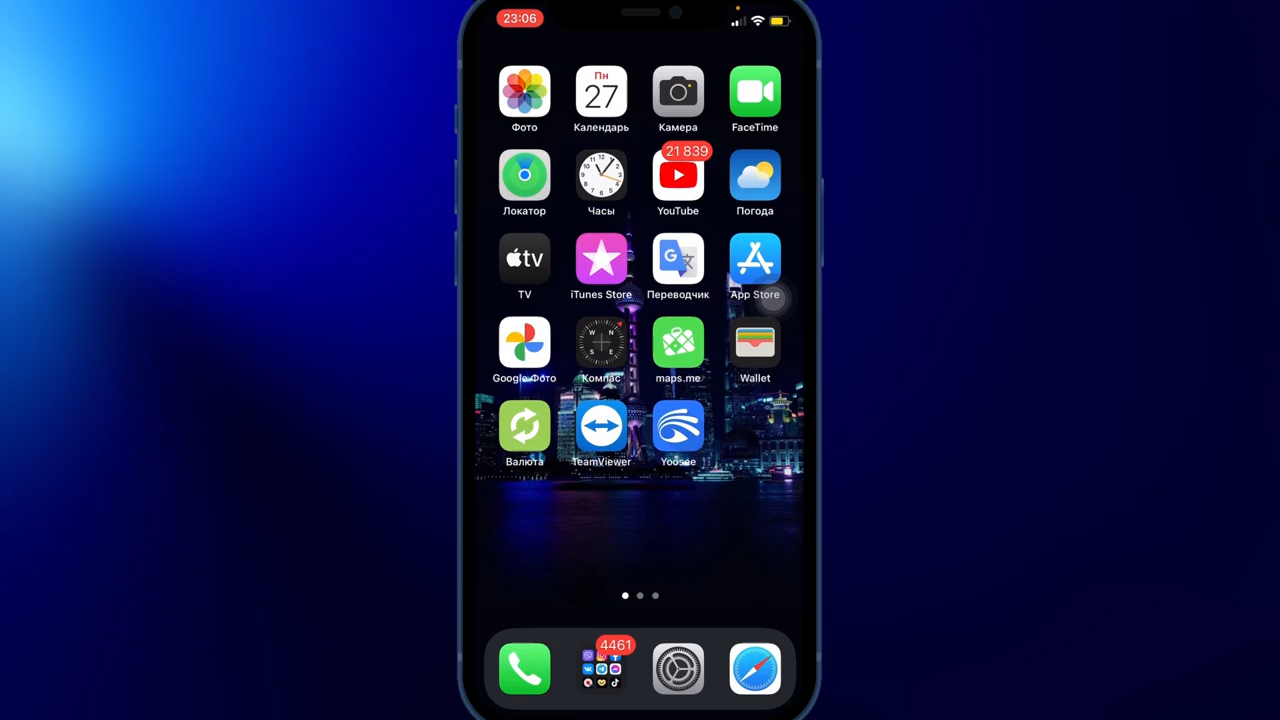 23:06
Пн
27
Фото
Календарь
Камера
FaceTime
21 839
Локатор
Часы
YouTube
Погода
tv
G
TV
iTunes Store
Переводчик
App Store
W N
S E
Google Фото
Компас
maps.me
Wallet
Валюта
TeamViewer
Yoosee
4461